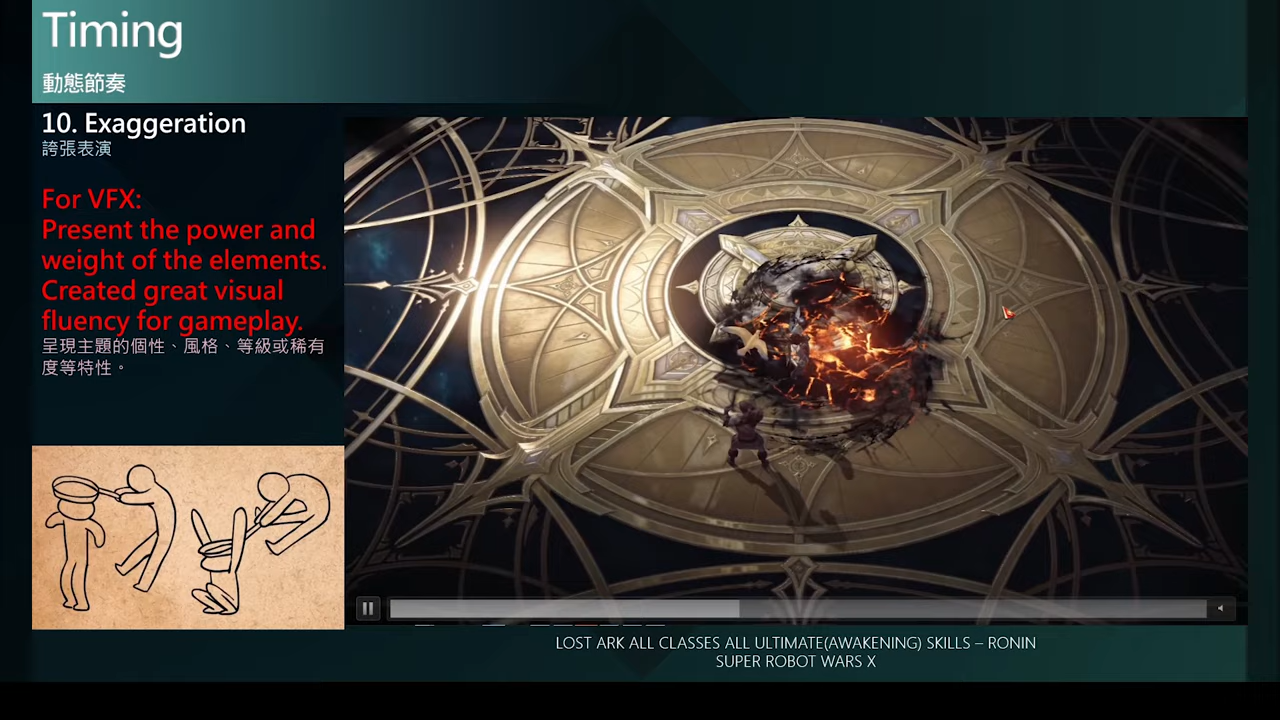 Timing
動態節奏
10. Exaggeration
誇張表演
For VFX:
Present the power and
weight of the elements.
Created great visual
fluency for gameplay.
呈現主題的個性、風格、等級或稀有
度等特性。
LOST ARK ALL CLASSES ALL ULTIMATE(AWAKENING) SKILLS – RONIN
SUPER ROBOT WARS X